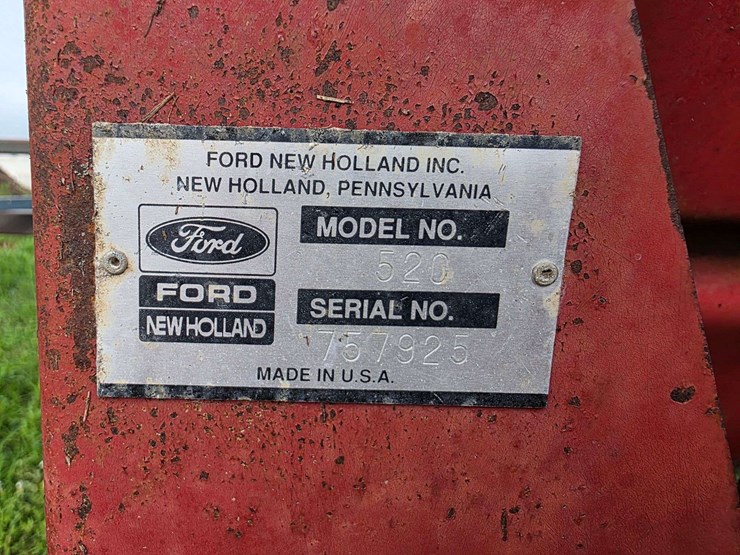 FORD NEW HOLLAND INC.
NEW HOLLAND, PENNSYLVANIA
Ford
FORD
NEW HOLLAND
MODEL NO.
520
SERIAL NO.
757925
MADE IN U.S.A.